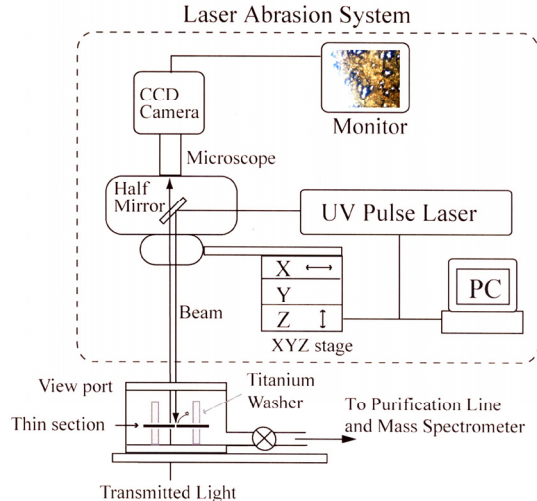 Laser Abrasion System
CCD
Camera
Monitor
Microscope
Half
Mirror
UV Pulse Laser
X
Y
Z
PC
Beam
XYZ stage
View port
Titanium
Washer
Thin section
To Purification Line
and Mass Spectrometer
Transmitted Light